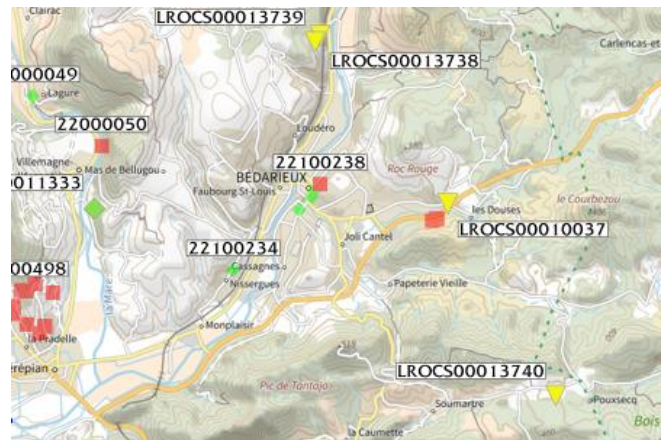 Clairac
LROCS00013739
Carlencas-et-
LROCS00013738
000049
Lagure
22000050
Loudéro
Villemagne-
Mas de Bellugou
22100238
BÉDARIEUX
Roc Rouge
Faubourg St-Louis
0011333
le Courbezou
les Douses
LROCS00010037
Joli Cantel
22100234
Cassagnes
00498
Nissergues
la Mare
Papeterie Vieille
Monplaisir
la Pradelle
érépian
LROCS00013740
Pic de Tantajo
Soumartre
Pouxsecq
Bois
la Caumette